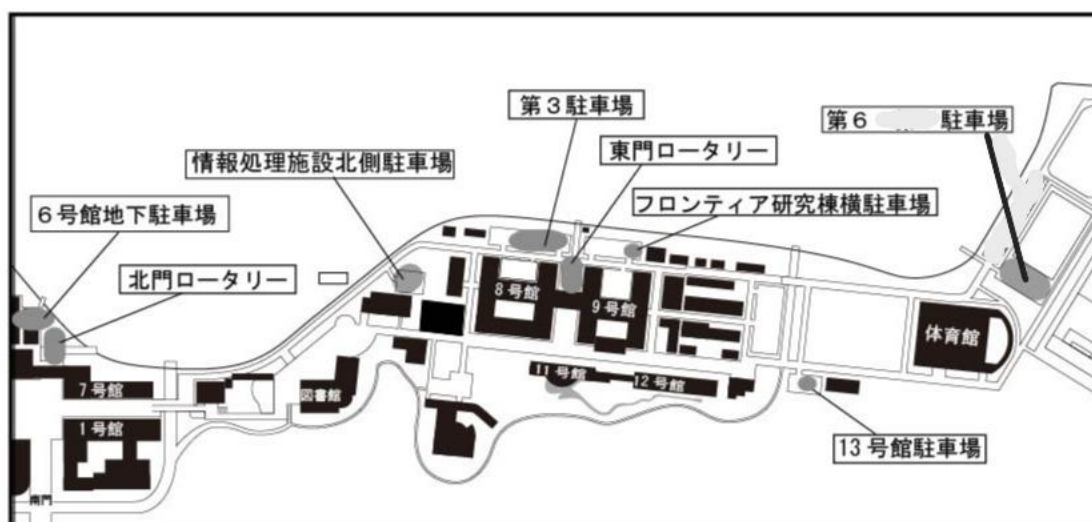 第３駐車場
第６ 駐車場
東門ロータリー
情報処理施設北側駐車場
フロンティア研究棟横駐車場
６号館地下駐車場
北門ロータリー
８号館
９号館
体育館
１１号館
１２号館
７号館
図書館
１号館
13号館駐車場
南門